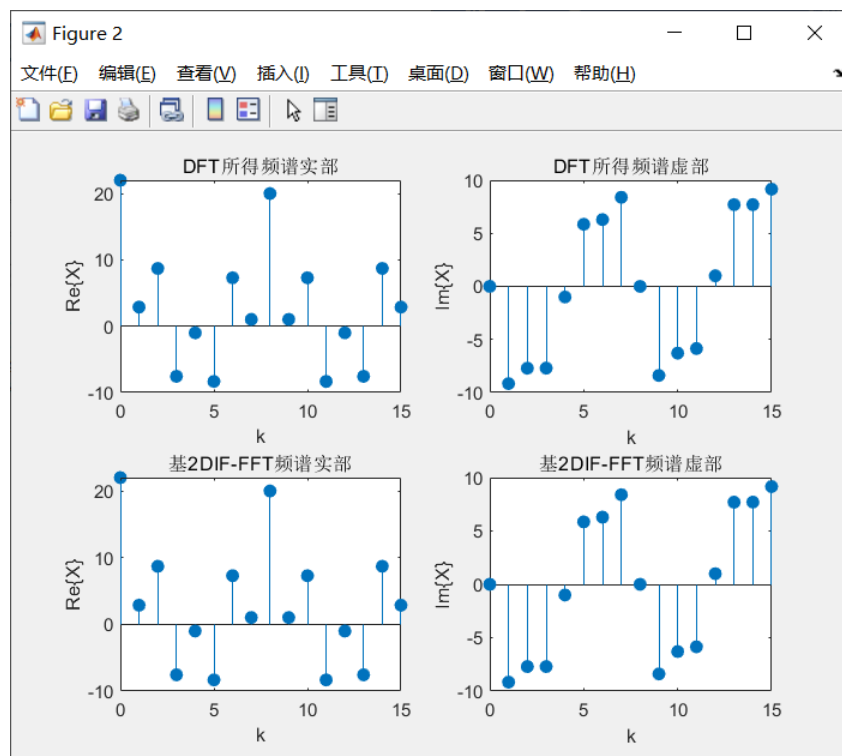 Figure 2
文件(F) 编辑(E) 查看(V) 插入(I) 工具(T) 桌面(D) 窗口(W) 帮助(H)
DFT所得频谱实部
Re{X}
20
10
0
-10
0 5 10 15
k
DFT所得频谱虚部
Im{X}
10
5
0
-5
-10
0 5 10 15
k
基2DIF-FFT频谱实部
Re{X}
20
10
0
-10
0 5 10 15
k
基2DIF-FFT频谱虚部
Im{X}
10
5
0
-5
-10
0 5 10 15
k